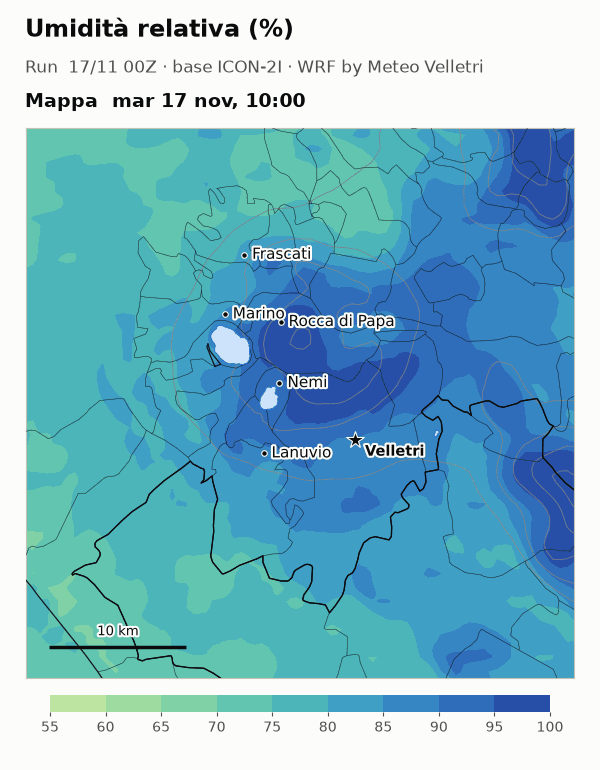 Umidità relativa (%)
Run  17/11 00Z · base ICON-2I · WRF by Meteo Velletri
Mappa  mar 17 nov, 10:00
Frascati
Marino
Rocca di Papa
Nemi
Velletri
Lanuvio
10 km
55 60 65 70 75 80 85 90 95 100